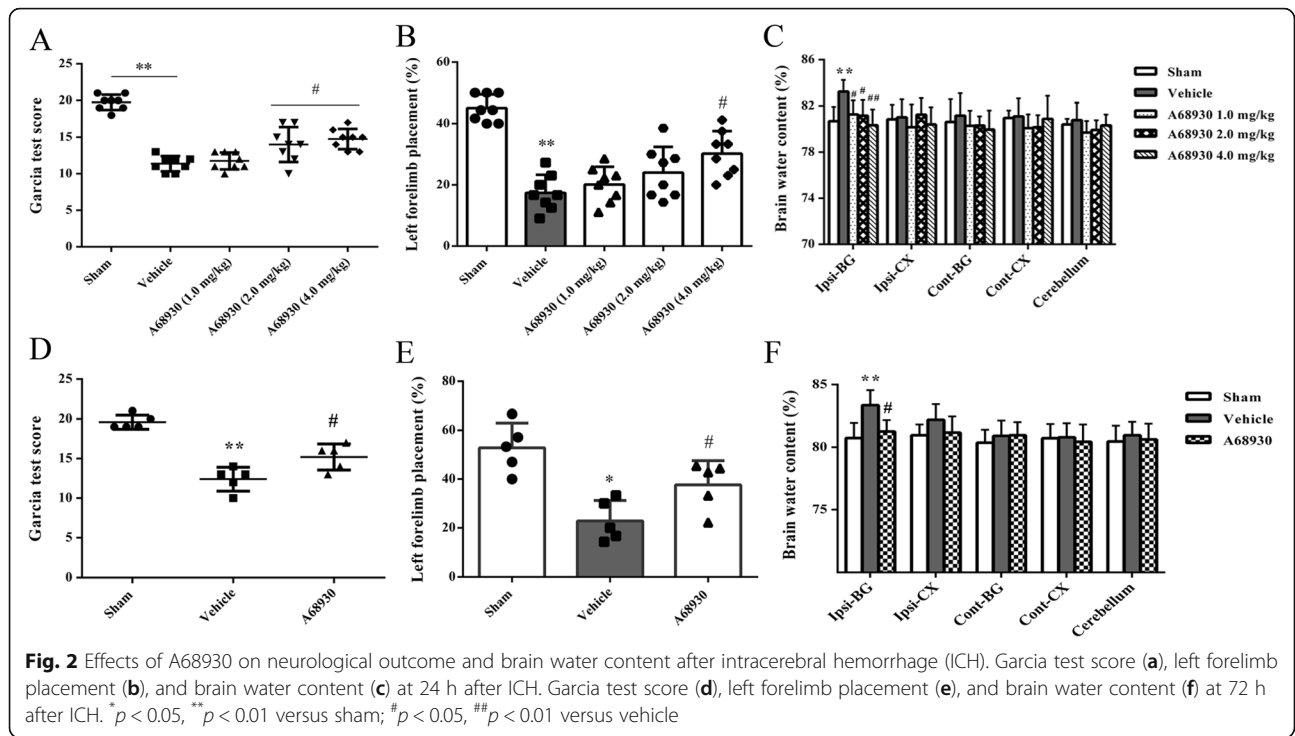 A
Garcia test score
25
20
15
10
5
0
**
#
Sham
Vehicle
A68930 (1.0 mg/kg)
A68930 (2.0 mg/kg)
A68930 (4.0 mg/kg)
B
Left forelimb placement (%)
60
40
20
0
**
#
Sham
Vehicle
A68930 (1.0 mg/kg)
A68930 (2.0 mg/kg)
A68930 (4.0 mg/kg)
C
Brain water content (%)
86
82
78
74
70
**
# # ##
Ipsi-BG
Ipsi-CX
Cont-BG
Cont-CX
Cerebellum
Sham
Vehicle
A68930 1.0 mg/kg
A68930 2.0 mg/kg
A68930 4.0 mg/kg
D
Garcia test score
25
20
15
10
5
0
**
#
Sham
Vehicle
A68930
E
Left forelimb placement (%)
80
60
40
20
0
*
#
Sham
Vehicle
A68930
F
Brain water content (%)
85
80
75
**
#
Ipsi-BG
Ipsi-CX
Cont-BG
Cont-CX
Cerebellum
Sham
Vehicle
A68930
Fig. 2 Effects of A68930 on neurological outcome and brain water content after intracerebral hemorrhage (ICH). Garcia test score (a), left forelimb
placement (b), and brain water content (c) at 24 h after ICH. Garcia test score (d), left forelimb placement (e), and brain water content (f) at 72 h
after ICH. *p < 0.05, **p < 0.01 versus sham; #p < 0.05, ##p < 0.01 versus vehicle